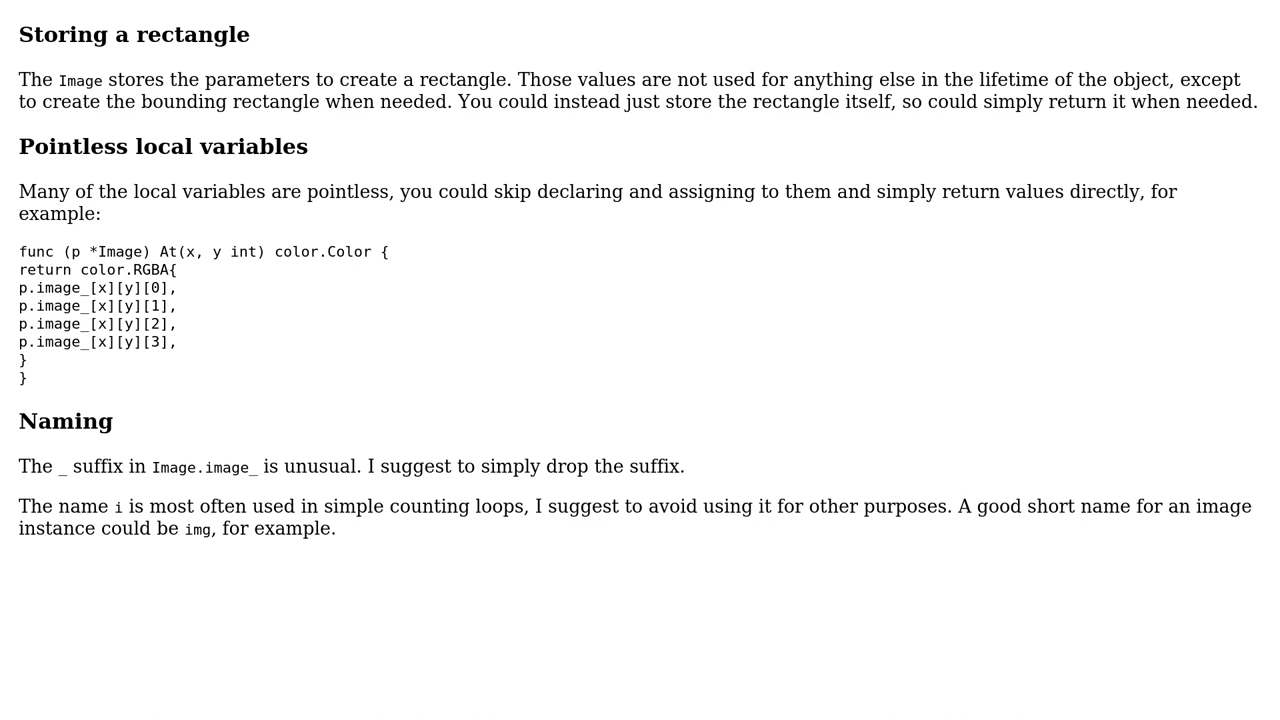 Storing a rectangle
The Image stores the parameters to create a rectangle. Those values are not used for anything else in the lifetime of the object, except
to create the bounding rectangle when needed. You could instead just store the rectangle itself, so could simply return it when needed.
Pointless local variables
Many of the local variables are pointless, you could skip declaring and assigning to them and simply return values directly, for
example:
func (p *Image) At(x, y int) color.Color {
return color.RGBA{
p.image_[x][y][0],
p.image_[x][y][1],
p.image_[x][y][2],
p.image_[x][y][3],
}
}
Naming
The _ suffix in Image.image_ is unusual. I suggest to simply drop the suffix.
The name i is most often used in simple counting loops, I suggest to avoid using it for other purposes. A good short name for an image
instance could be img, for example.